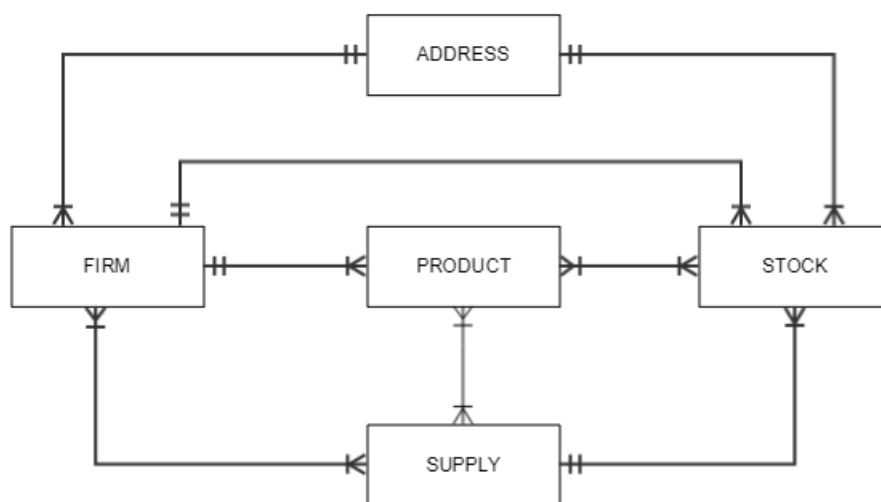 ADDRESS
FIRM
PRODUCT
STOCK
SUPPLY